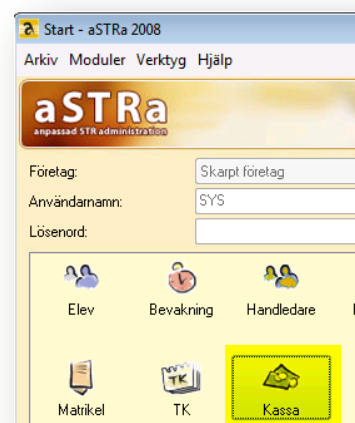 Start - aSTRa 2008
Arkiv Moduler Verktyg Hjälp
aSTRa
anpassad STR administration
Företag: Skarpt företag
Användarnamn: SYS
Lösenord:
Elev Bevakning Handledare
TK
Matrikel TK Kassa